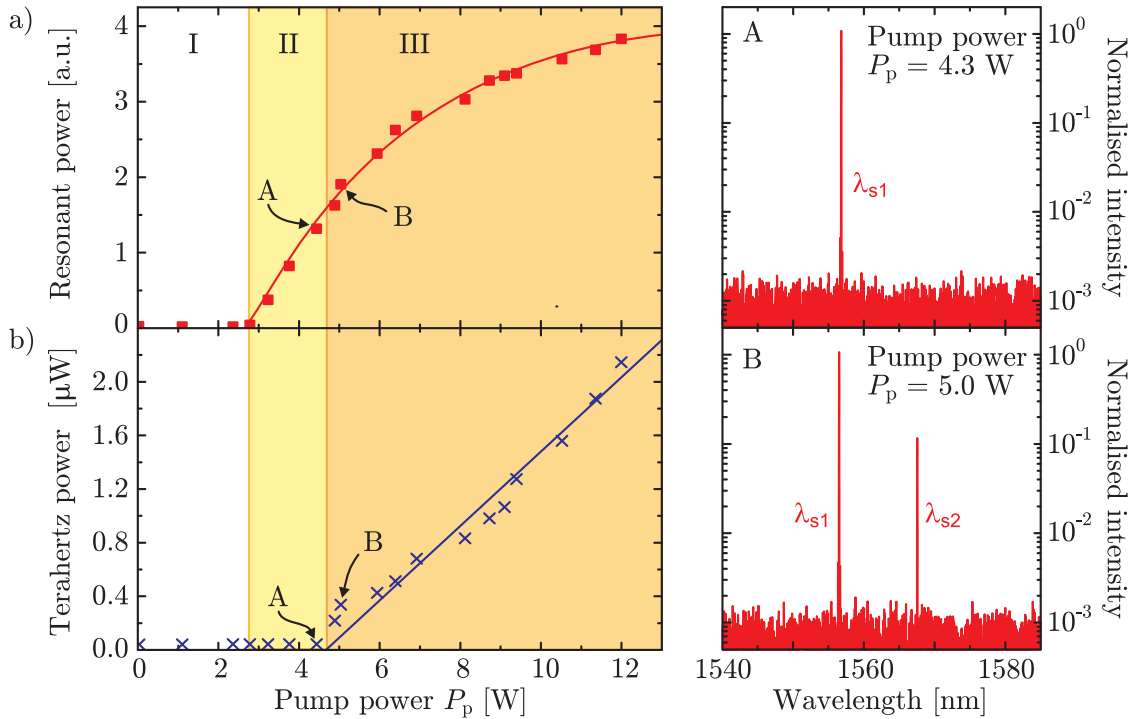 a)
Resonant power [a.u.]
4
3
2
1
0
I
II
III
A
B
b)
Terahertz power [µW]
2.0
1.6
1.2
0.8
0.4
0.0
B
A
0
2
4
6
8
10
12
Pump power Pp [W]
A
Pump power
Pp = 4.3 W
λs1
10^0
10^-1
10^-2
10^-3
Normalised intensity
B
Pump power
Pp = 5.0 W
λs1
λs2
10^0
10^-1
10^-2
10^-3
Normalised intensity
1540
1560
1580
Wavelength [nm]